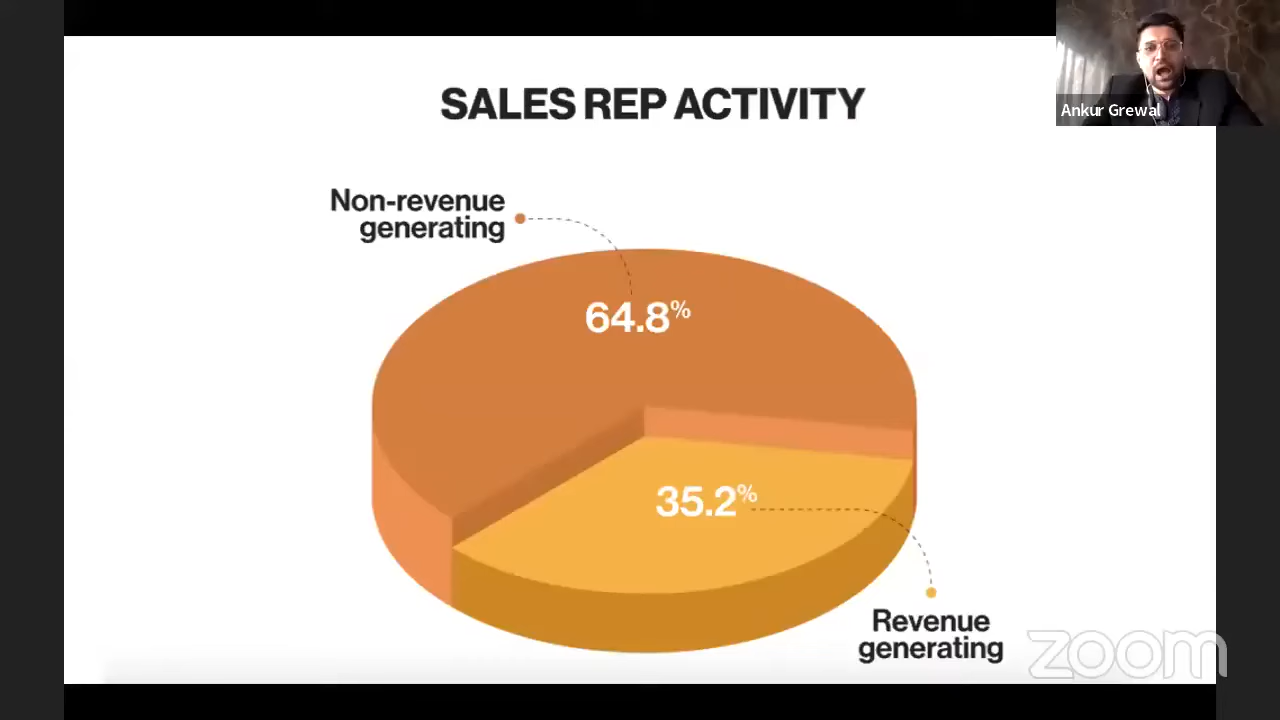 SALES REP ACTIVITY
Ankur Grewal
Non-revenue
generating
64.8%
35.2%
Revenue
generating
zoom